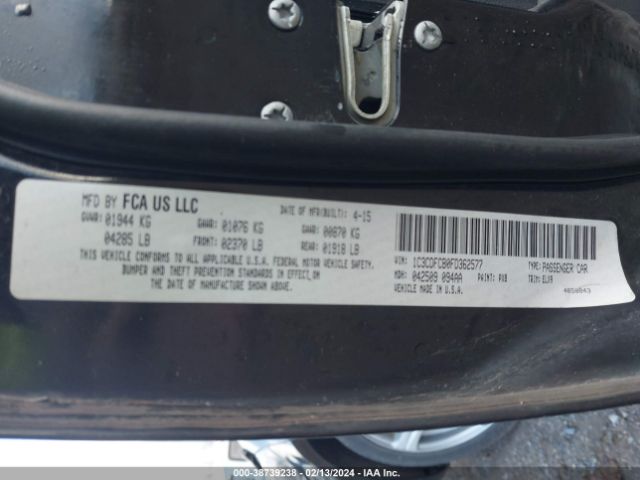 MFD BY FCA US LLC
DATE OF MFR(BUILT): 4-15
GVWR: 01944 KG
04285 LB
GAWR: 01076 KG
FRONT: 02370 LB
GAWR: 00870 KG
REAR: 01918 LB
THIS VEHICLE CONFORMS TO ALL APPLICABLE U.S.A. FEDERAL MOTOR VEHICLE SAFETY,
BUMPER AND THEFT PREVENTION STANDARDS IN EFFECT ON
THE DATE OF MANUFACTURE SHOWN ABOVE.
VIN: 1C3CDFCB0FD362577
TYPE: PASSENGER CAR
MDH: 042509 094AA
PAINT: PXB
TRIM: ELX9
VEHICLE MADE IN U.S.A.
000-38739238 - 02/13/2024 - IAA Inc.